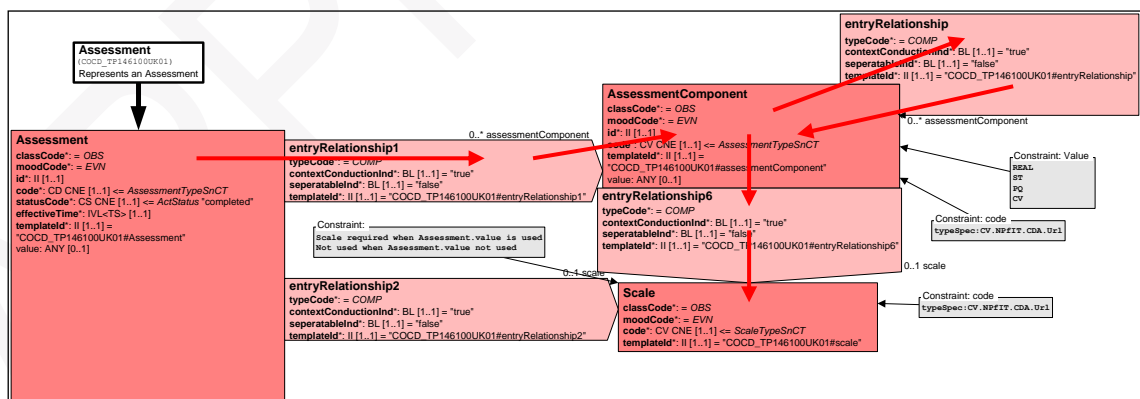 Assessment
(COCD_TP146100UK01)
Represents an Assessment
Assessment
classCode*: = OBS
moodCode*: = EVN
id*: II [1..1]
code*: CD CNE [1..1] <= AssessmentTypeSnCT
statusCode*: CS CNE [1..1] <= ActStatus "completed"
effectiveTime*: IVL<TS> [1..1]
templateId*: II [1..1] =
"COCD_TP146100UK01#Assessment"
value: ANY [0..1]
0..* assessmentComponent
entryRelationship1
typeCode*: = COMP
contextConductionInd*: BL [1..1] = "true"
seperatableInd*: BL [1..1] = "false"
templateId*: II [1..1] = "COCD_TP146100UK01#entryRelationship1"
Constraint:
Scale required when Assessment.value is used
Not used when Assessment.value not used
entryRelationship2
typeCode*: = COMP
contextConductionInd*: BL [1..1] = "true"
seperatableInd*: BL [1..1] = "false"
templateId*: II [1..1] = "COCD_TP146100UK01#entryRelationship2"
0..1 scale
AssessmentComponent
classCode*: = OBS
moodCode*: = EVN
id*: II [1..1]
code*: CV CNE [1..1] <= AssessmentTypeSnCT
templateId*: II [1..1] =
"COCD_TP146100UK01#assessmentComponent"
value: ANY [0..1]
entryRelationship6
typeCode*: = COMP
contextConductionInd*: BL [1..1] = "true"
seperatableInd*: BL [1..1] = "false"
templateId*: II [1..1] = "COCD_TP146100UK01#entryRelationship6"
0..1 scale
Scale
classCode*: = OBS
moodCode*: = EVN
code*: CV CNE [1..1] <= ScaleTypeSnCT
templateId*: II [1..1] = "COCD_TP146100UK01#scale"
entryRelationship
typeCode*: = COMP
contextConductionInd*: BL [1..1] = "true"
seperatableInd*: BL [1..1] = "false"
templateId*: II [1..1] = "COCD_TP146100UK01#entryRelationship"
0..* assessmentComponent
Constraint: Value
REAL
ST
PQ
CV
Constraint: code
typeSpec:CV.NPfIT.CDA.Url
Constraint: code
typeSpec:CV.NPfIT.CDA.Url